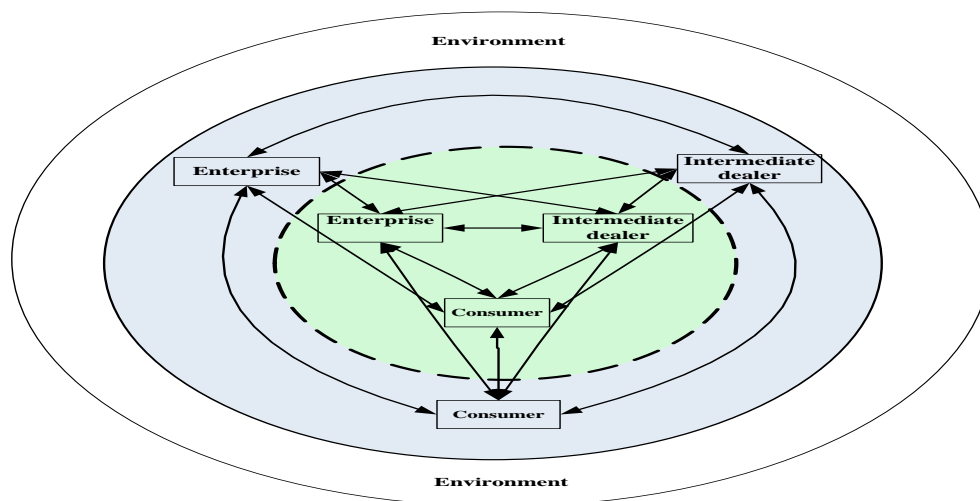 Environment
Enterprise
Intermediate
dealer
Enterprise
Intermediate
dealer
Consumer
Consumer
Environment